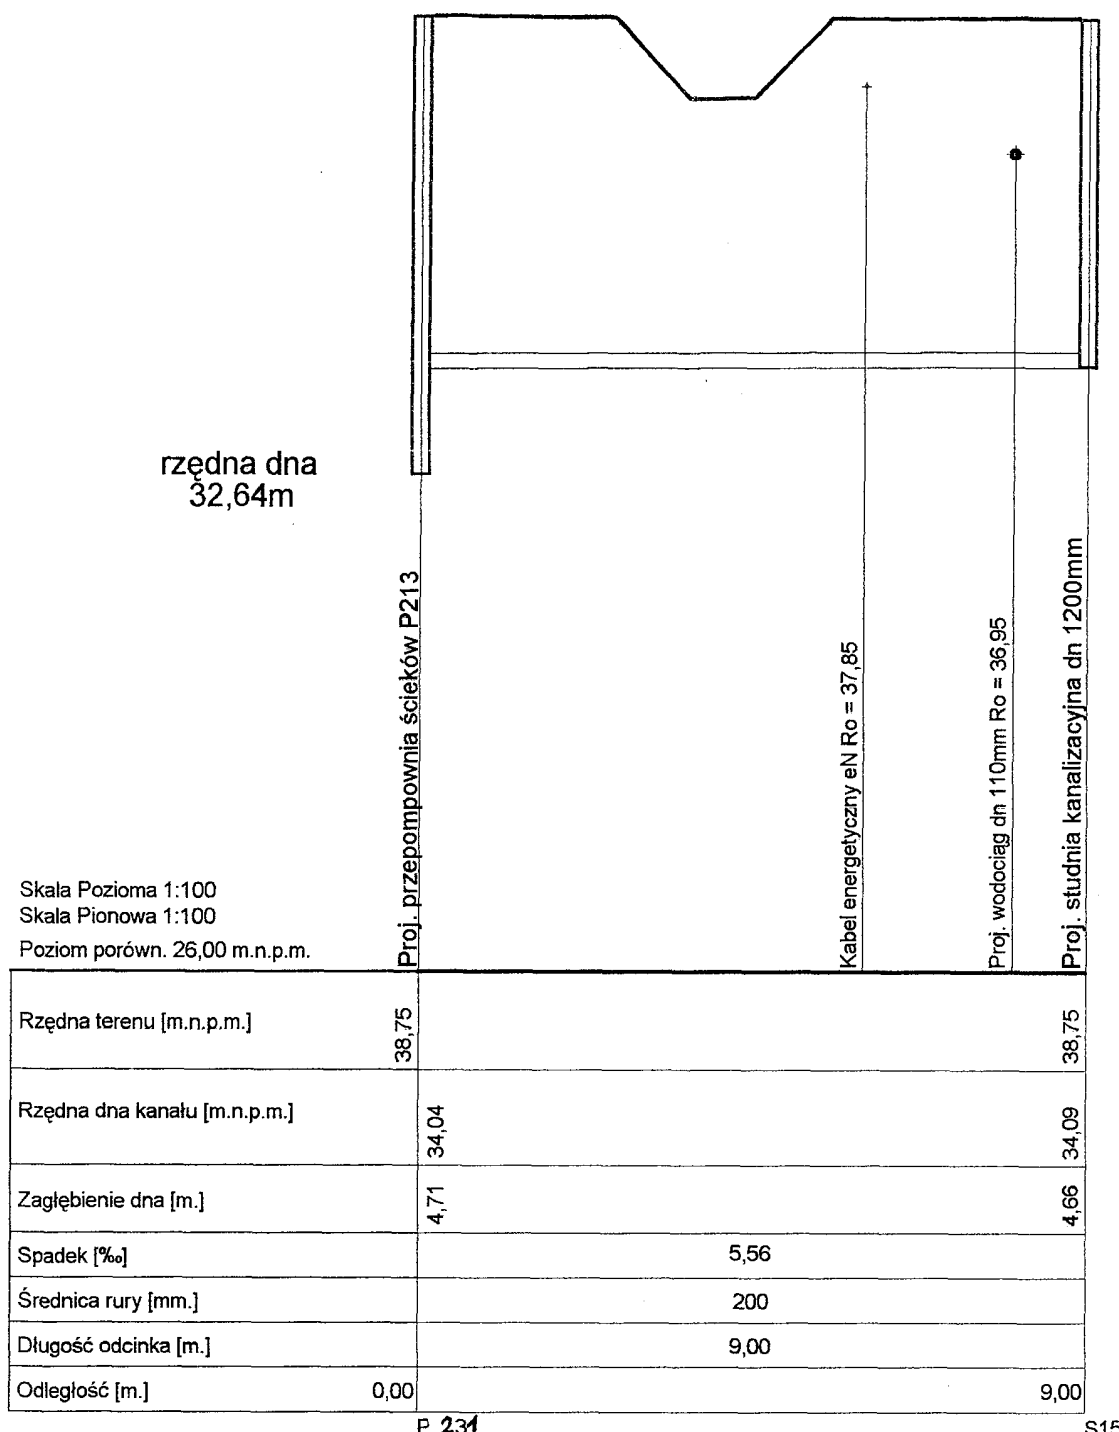 rzędna dna
32,64m
Proj. przepompownia ścieków P213
Kabel energetyczny eN Ro = 37,85
Proj. wodociąg dn 110mm Ro = 36,95
Proj. studnia kanalizacyjna dn 1200mm
Skala Pozioma 1:100
Skala Pionowa 1:100
Poziom porówn. 26,00 m.n.p.m.
Rzędna terenu [m.n.p.m.] 38,75 38,75
Rzędna dna kanału [m.n.p.m.] 34,04 34,09
Zagłębienie dna [m.] 4,71 4,66
Spadek [‰] 5,56
Średnica rury [mm.] 200
Długość odcinka [m.] 9,00
Odległość [m.] 0,00 9,00
P 231 S15